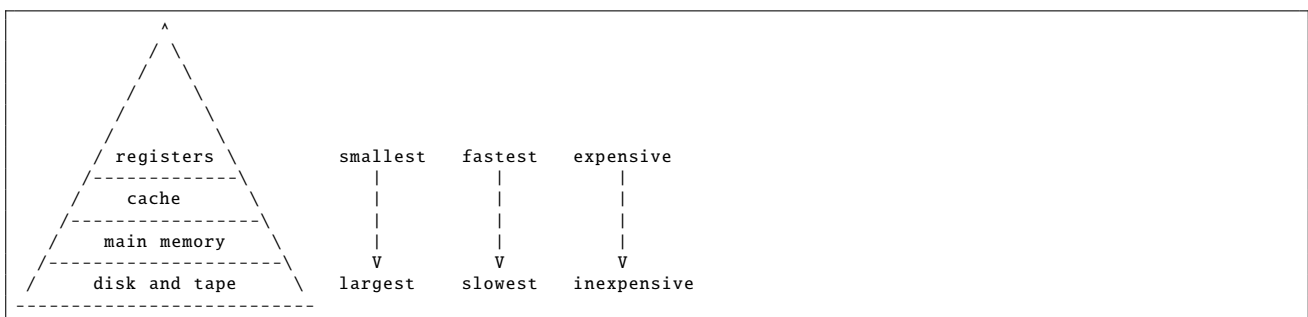 registers smallest fastest expensive
cache
main memory
disk and tape largest slowest inexpensive